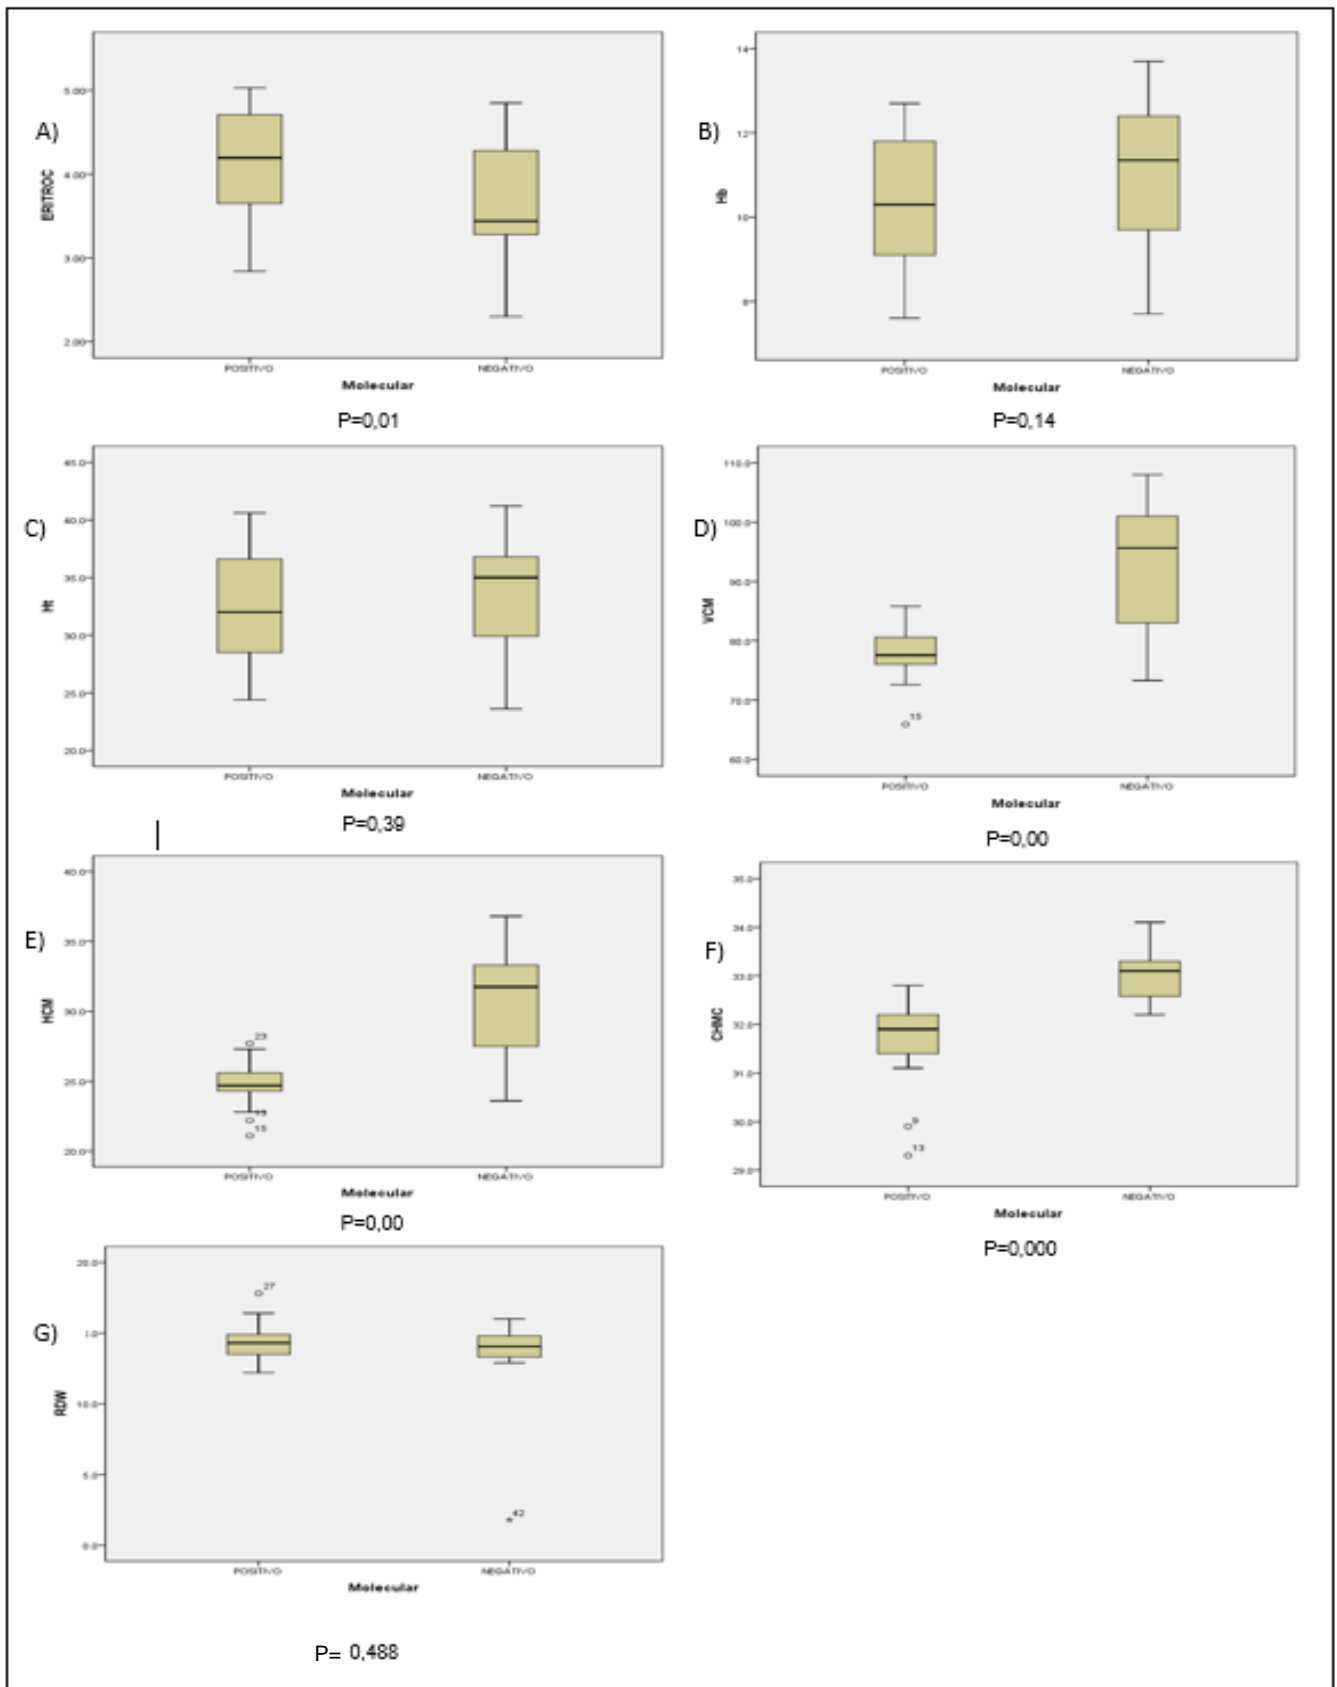 A)
ERITROC
5.00
4.00
3.00
2.00
POSITIVO NEGATIVO
Molecular
P=0,01
B)
Hb
14
12
10
8
POSITIVO NEGATIVO
Molecular
P=0,14
C)
Ht
45.0
40.0
35.0
30.0
25.0
20.0
POSITIVO NEGATIVO
Molecular
P=0,39
D)
VCM
110.0
100.0
90.0
80.0
70.0
60.0
15
POSITIVO NEGATIVO
Molecular
P=0,00
E)
HCM
40.0
35.0
30.0
25.0
20.0
23
15
POSITIVO NEGATIVO
Molecular
P=0,00
F)
CHMC
35.0
34.0
33.0
32.0
31.0
30.0
29.0
9
13
POSITIVO NEGATIVO
Molecular
P=0,000
G)
RDW
20.0
10.0
5.0
0.0
27
42
POSITIVO NEGATIVO
Molecular
P= 0,488